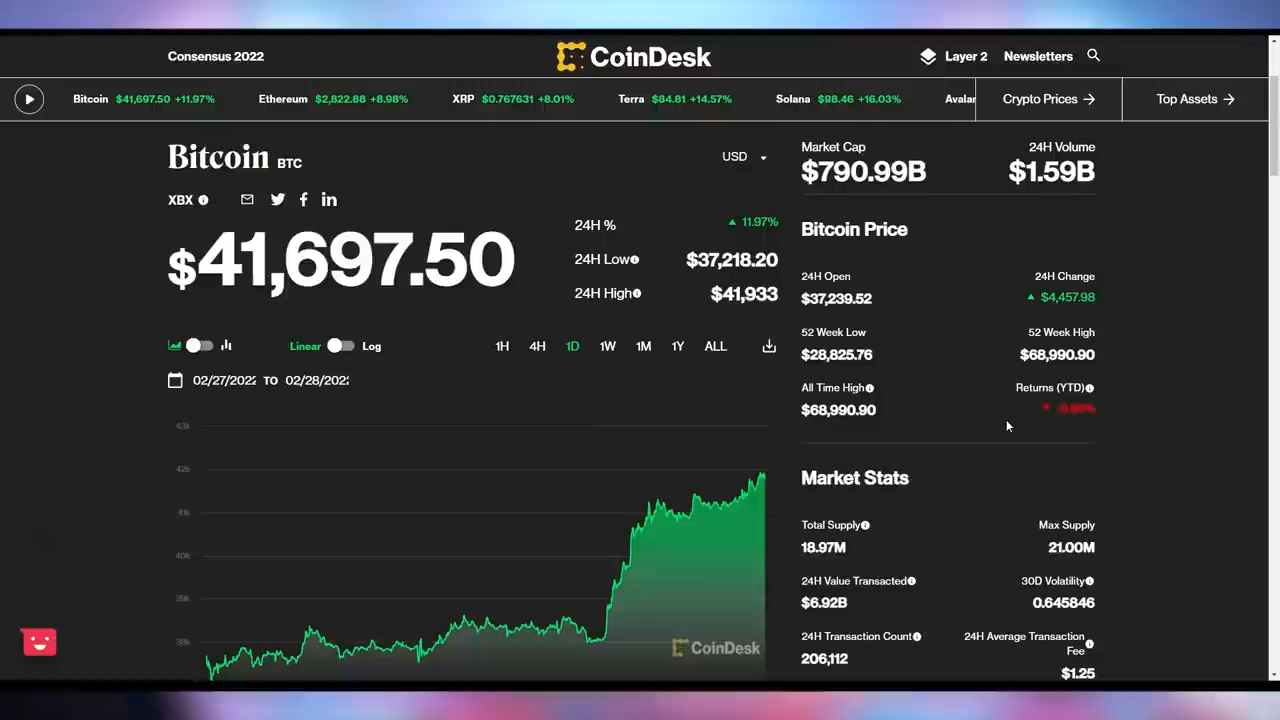 Consensus 2022
CoinDesk
Layer 2
Newsletters
Bitcoin $41,697.50 +11.97%
Ethereum $2,822.88 +8.98%
XRP $0.767631 +8.01%
Terra $84.81 +14.57%
Solana $98.46 +16.03%
Avalan
Crypto Prices →
Top Assets →
Bitcoin BTC
USD
XBX
$41,697.50
24H % 11.97%
24H Low $37,218.20
24H High $41,933
Linear Log
1H 4H 1D 1W 1M 1Y ALL
02/27/2022 TO 02/28/2022
43k
42k
41k
40k
39k
38k
CoinDesk
Market Cap 24H Volume
$790.99B $1.59B
Bitcoin Price
24H Open 24H Change
$37,239.52 $4,457.98
52 Week Low 52 Week High
$28,825.76 $68,990.90
All Time High Returns (YTD)
$68,990.90
Market Stats
Total Supply Max Supply
18.97M 21.00M
24H Value Transacted 30D Volatility
$6.92B 0.645846
24H Transaction Count 24H Average Transaction
Fee
206,112 $1.25